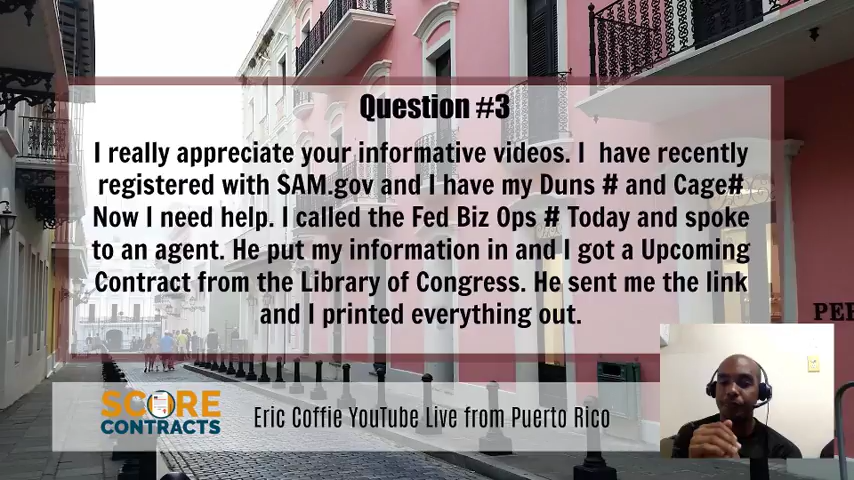 Question #3
I really appreciate your informative videos. I have recently
registered with SAM.gov and I have my Duns # and Cage#
Now I need help. I called the Fed Biz Ops # Today and spoke
to an agent. He put my information in and I got a Upcoming
Contract from the Library of Congress. He sent me the link
and I printed everything out.
PER
SCORE
CONTRACTS
Eric Coffie YouTube Live from Puerto Rico